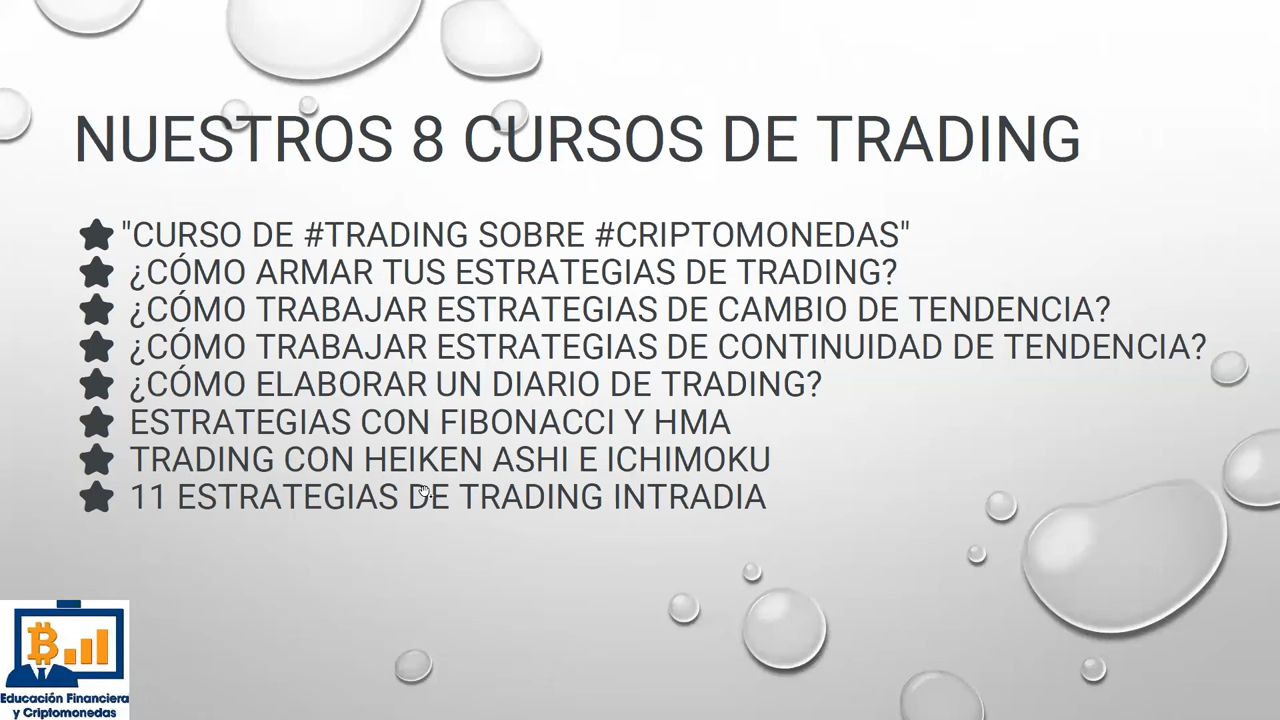 NUESTROS 8 CURSOS DE TRADING
"CURSO DE #TRADING SOBRE #CRIPTOMONEDAS"
¿CÓMO ARMAR TUS ESTRATEGIAS DE TRADING?
¿CÓMO TRABAJAR ESTRATEGIAS DE CAMBIO DE TENDENCIA?
¿CÓMO TRABAJAR ESTRATEGIAS DE CONTINUIDAD DE TENDENCIA?
¿CÓMO ELABORAR UN DIARIO DE TRADING?
ESTRATEGIAS CON FIBONACCI Y HMA
TRADING CON HEIKEN ASHI E ICHIMOKU
11 ESTRATEGIAS DE TRADING INTRADIA
Educación Financiera
y Criptomonedas